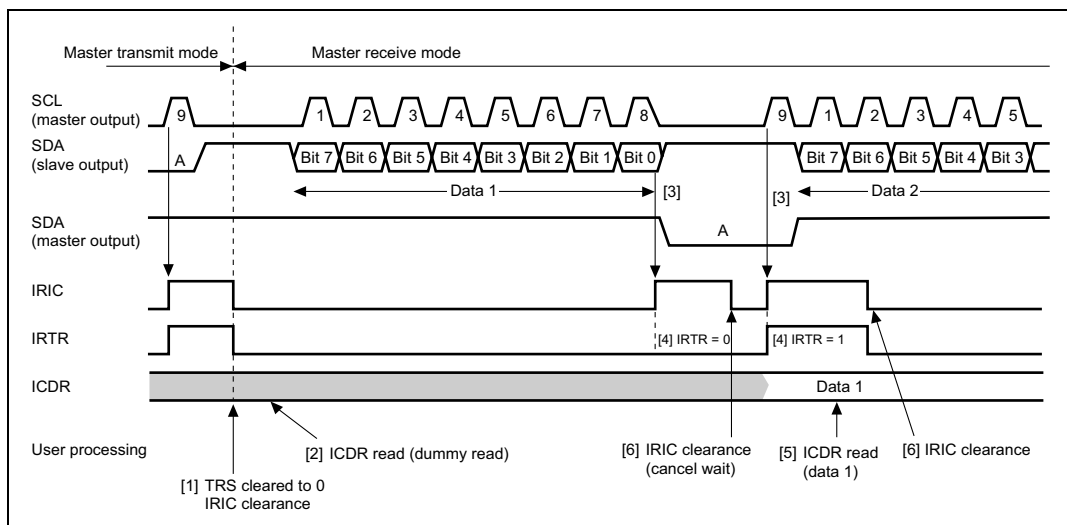 Master transmit mode Master receive mode
SCL
(master output)
9 1 2 3 4 5 6 7 8 9 1 2 3 4 5
SDA
(slave output)
A Bit 7 Bit 6 Bit 5 Bit 4 Bit 3 Bit 2 Bit 1 Bit 0 Bit 7 Bit 6 Bit 5 Bit 4 Bit 3
Data 1 [3] [3] Data 2
SDA
(master output)
A
IRIC
IRTR
[4] IRTR = 0 [4] IRTR = 1
ICDR
Data 1
User processing
[2] ICDR read (dummy read)
[6] IRIC clearance
(cancel wait)
[5] ICDR read
(data 1)
[6] IRIC clearance
[1] TRS cleared to 0
IRIC clearance